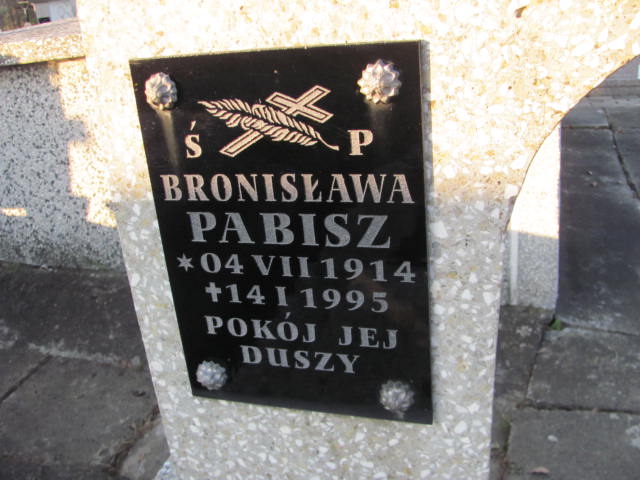 Ś P
BRONISŁAWA
PABISZ
* 04 VII 1914
✝ 14 I 1995
POKÓJ JEJ
DUSZY